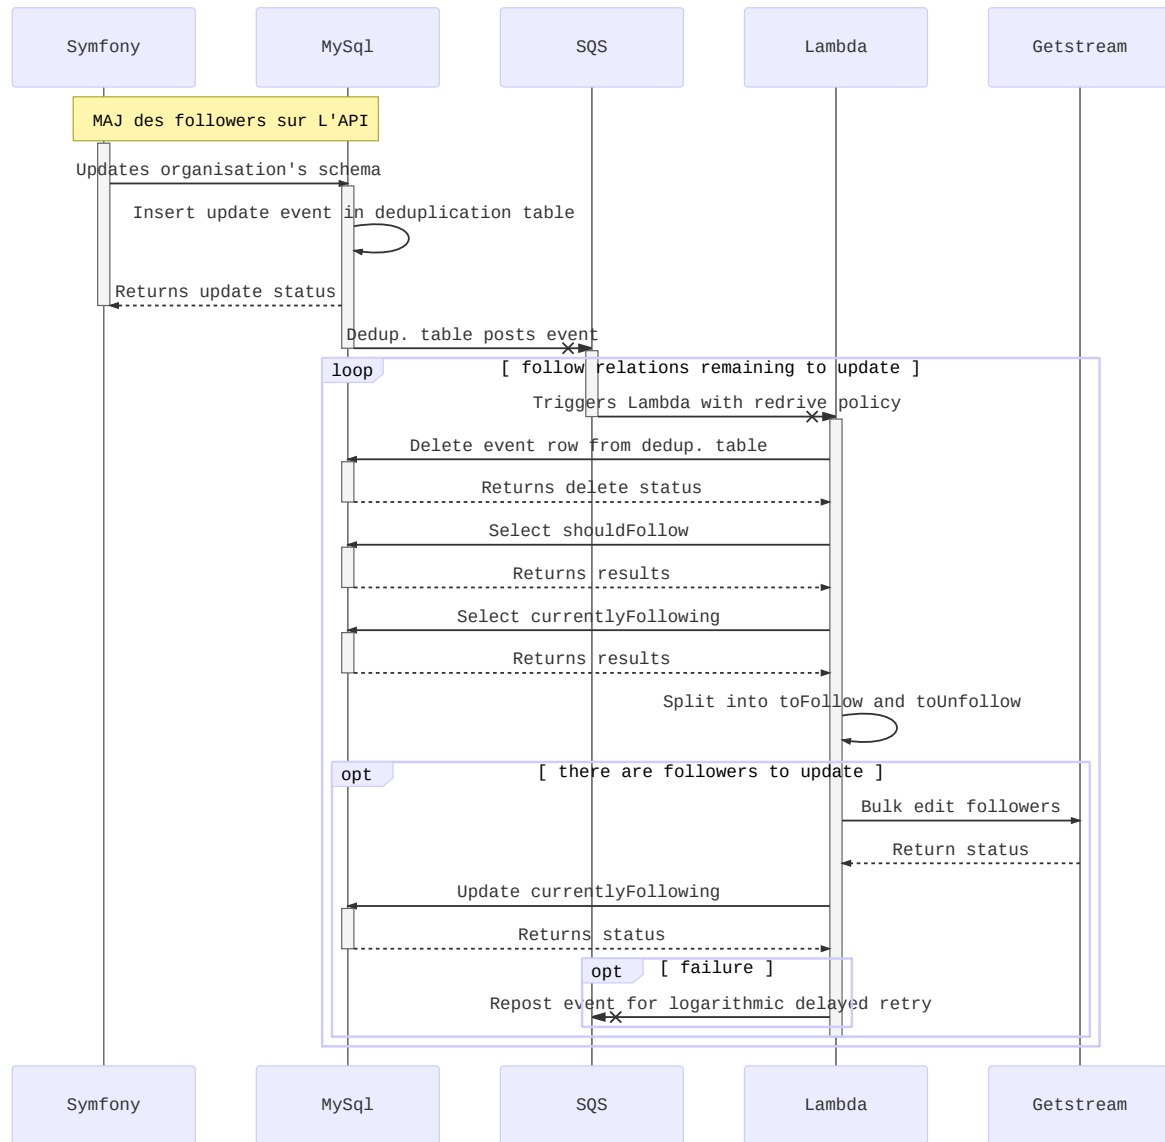 Symfony
MySql
SQS
Lambda
Getstream
MAJ des followers sur L'API
Updates organisation's schema
Insert update event in deduplication table
Returns update status
Dedup. table posts event
loop
[ follow relations remaining to update ]
Triggers Lambda with redrive policy
Delete event row from dedup. table
Returns delete status
Select shouldFollow
Returns results
Select currentlyFollowing
Returns results
Split into toFollow and toUnfollow
opt
[ there are followers to update ]
Bulk edit followers
Return status
Update currentlyFollowing
Returns status
opt
[ failure ]
Repost event for logarithmic delayed retry
Symfony
MySql
SQS
Lambda
Getstream